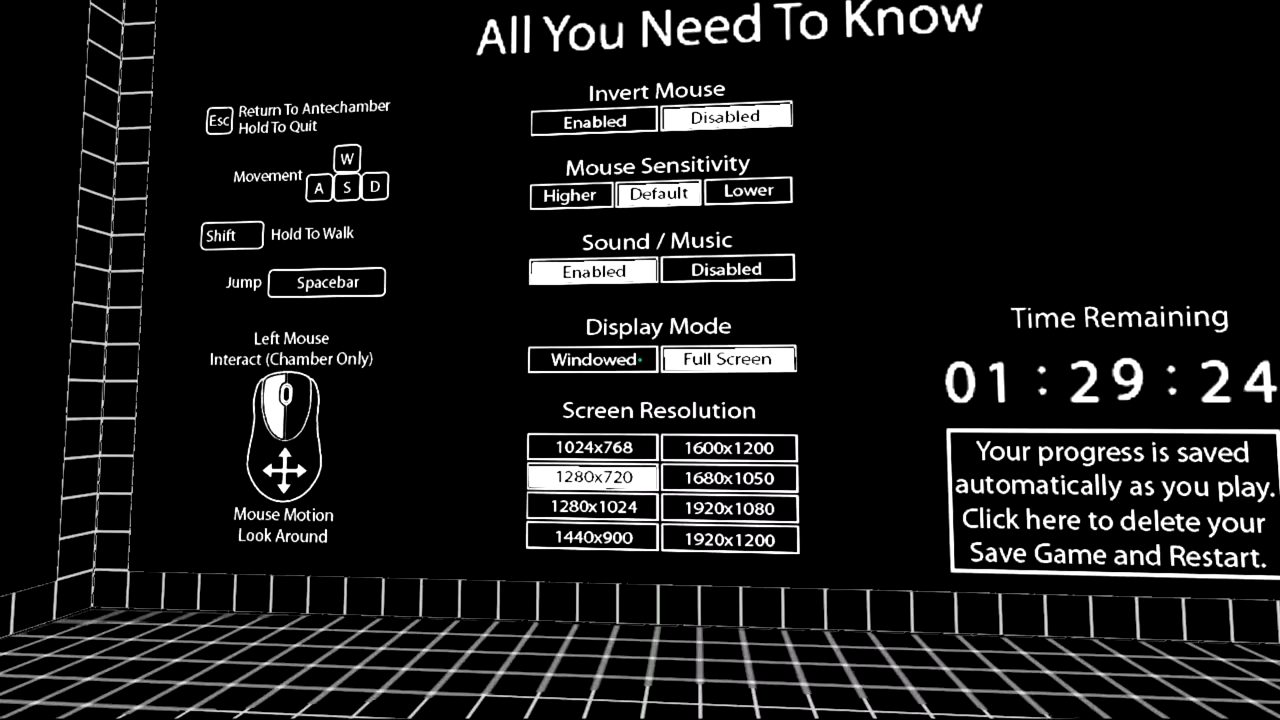 All You Need To Know
Esc
Return To Antechamber
Hold To Quit
Movement
W
A S D
Shift
Hold To Walk
Jump
Spacebar
Left Mouse
Interact (Chamber Only)
Mouse Motion
Look Around
Invert Mouse
Enabled
Disabled
Mouse Sensitivity
Higher
Default
Lower
Sound / Music
Enabled
Disabled
Display Mode
Windowed
Full Screen
Screen Resolution
1024x768
1600x1200
1280x720
1680x1050
1280x1024
1920x1080
1440x900
1920x1200
Time Remaining
01 : 29 : 24
Your progress is saved
automatically as you play.
Click here to delete your
Save Game and Restart.